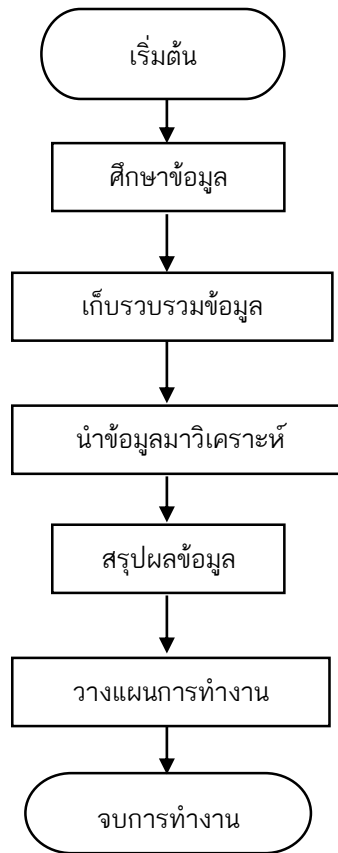 เริ่มต้น
ศึกษาข้อมูล
เก็บรวบรวมข้อมูล
นำข้อมูลมาวิเคราะห์
สรุปผลข้อมูล
วางแผนการทำงาน
จบการทำงาน